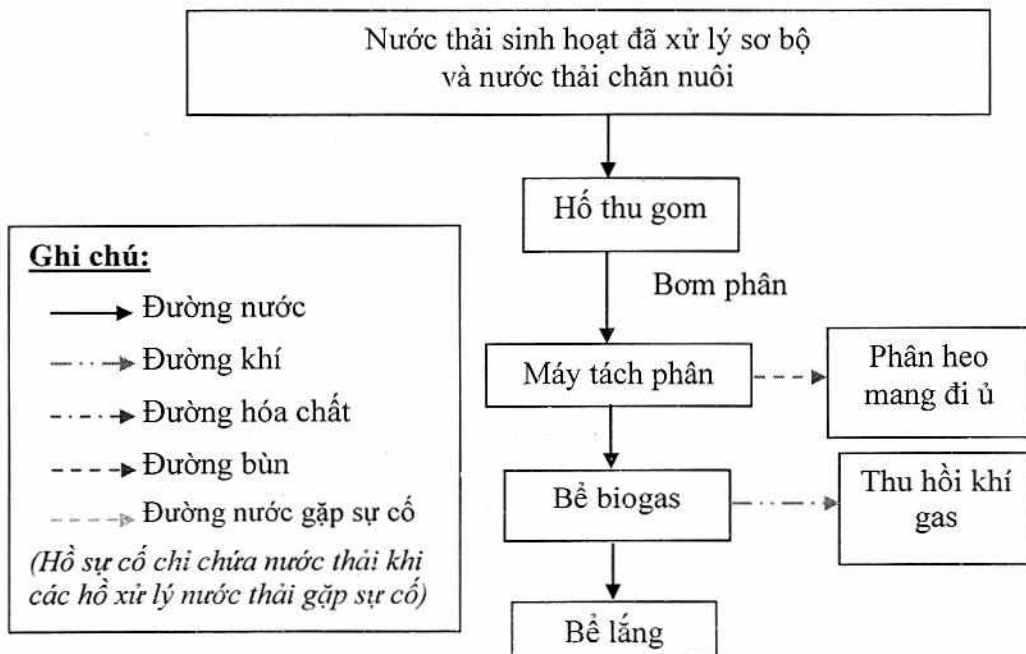 Nước thải sinh hoạt đã xử lý sơ bộ
và nước thải chăn nuôi
Hố thu gom
Bơm phân
Máy tách phân
Phân heo
mang đi ủ
Bể biogas
Thu hồi khí
gas
Bể lắng
Ghi chú:
Đường nước
Đường khí
Đường hóa chất
Đường bùn
Đường nước gặp sự cố
(Hồ sự cố chỉ chứa nước thải khi
các hồ xử lý nước thải gặp sự cố)